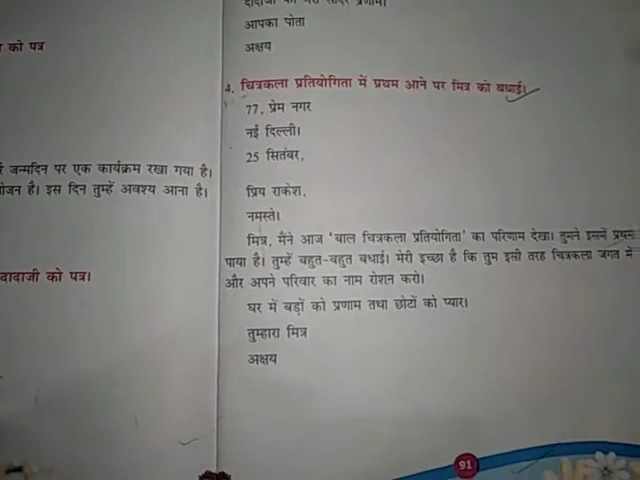 आपका पोता
अक्षय
को पत्र
4. चित्रकला प्रतियोगिता में प्रथम आने पर मित्र को बधाई।
77, प्रेम नगर
नई दिल्ली।
25 सितंबर,
जन्मदिन पर एक कार्यक्रम रखा गया है।
है। इस दिन तुम्हें अवश्य आना है।
प्रिय राकेश,
नमस्ते।
मित्र, मैंने आज 'बाल चित्रकला प्रतियोगिता' का परिणाम देखा। तुमने इसमें प्रथम
पाया है। तुम्हें बहुत-बहुत बधाई। मेरी इच्छा है कि तुम इसी तरह चित्रकला जगत में
और अपने परिवार का नाम रोशन करो।
दादाजी को पत्र।
घर में बड़ों को प्रणाम तथा छोटों को प्यार।
तुम्हारा मित्र
अक्षय
91